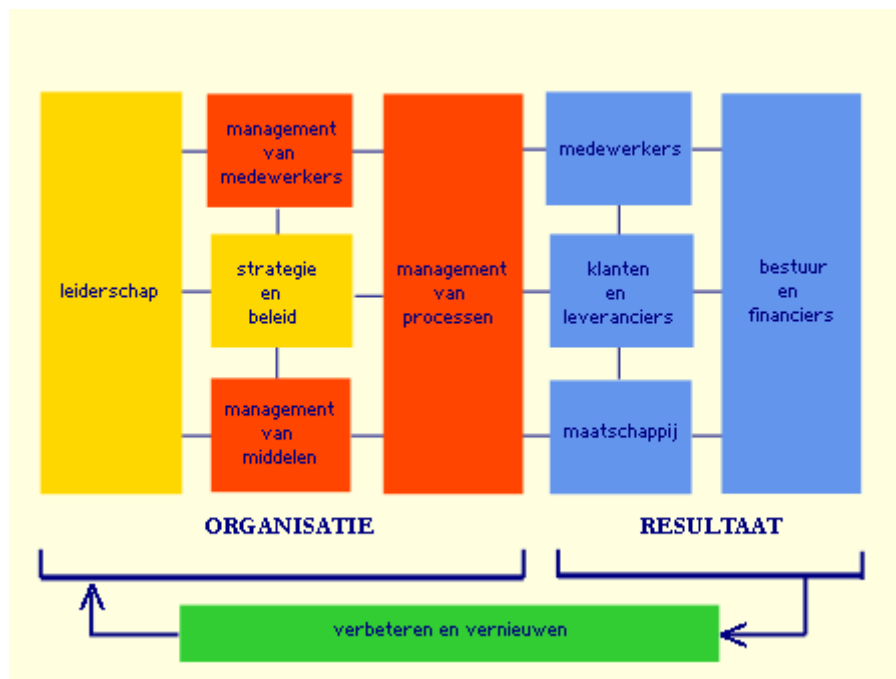 leiderschap
management
van
medewerkers
strategie
en
beleid
management
van
middelen
management
van
processen
medewerkers
klanten
en
leveranciers
maatschappij
bestuur
en
financiers
ORGANISATIE
RESULTAAT
verbeteren en vernieuwen